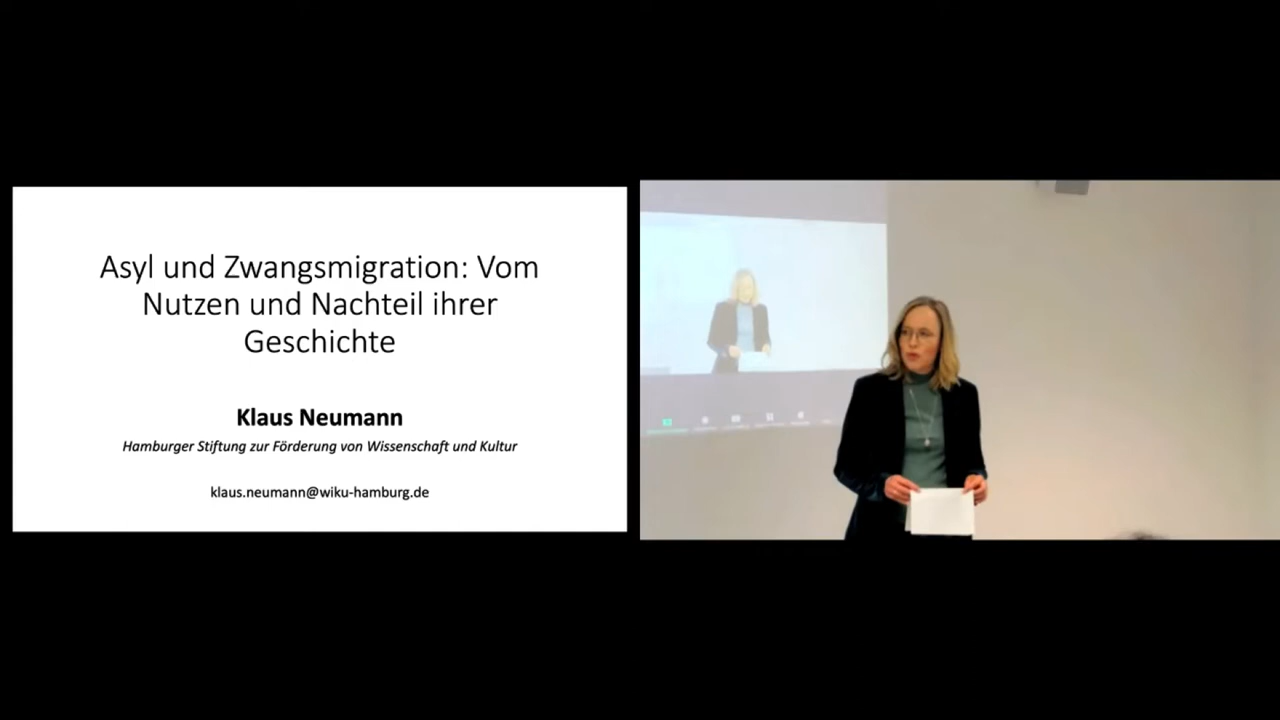 Asyl und Zwangsmigration: Vom
Nutzen und Nachteil ihrer
Geschichte
Klaus Neumann
Hamburger Stiftung zur Förderung von Wissenschaft und Kultur
klaus.neumann@wiku-hamburg.de